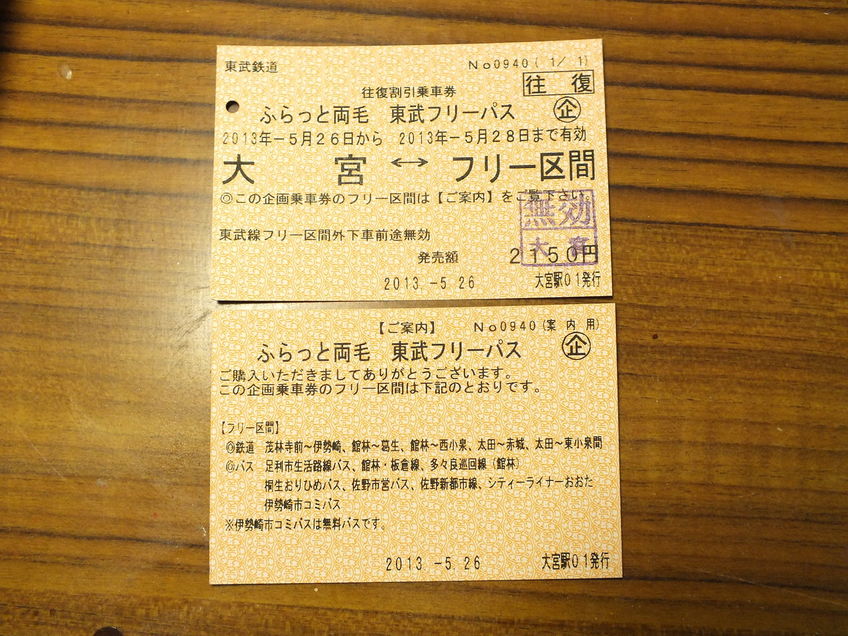 東武鉄道 No0940( 1/ 1)
往復割引乗車券 往 復
ふらっと両毛 東武フリーパス ㊭
2013年-5月26日から 2013年-5月28日まで有効
大 宮 ↔ フリー区間
◎この企画乗車券のフリー区間は【ご案内】をご覧下さい
無効
大宮
東武線フリー区間外下車前途無効
発売額 2150円
2013.-5.26 大宮駅01発行
【ご案内】 No0940(案 内 用)
ふらっと両毛 東武フリーパス ㊭
ご購入いただきましてありがとうございます。
この企画乗車券のフリー区間は下記のとおりです。
【フリー区間】
◎鉄道 茂林寺前～伊勢崎、館林～葛生、館林～西小泉、太田～赤城、太田～東小泉間
◎バス 足利市生活路線バス、館林・板倉線、多々良巡回線（館林）
桐生おりひめバス、佐野市営バス、佐野新都市線、シティーライナーおおた
伊勢崎市コミバス
※伊勢崎市コミバスは無料バスです。
2013.-5.26 大宮駅01発行